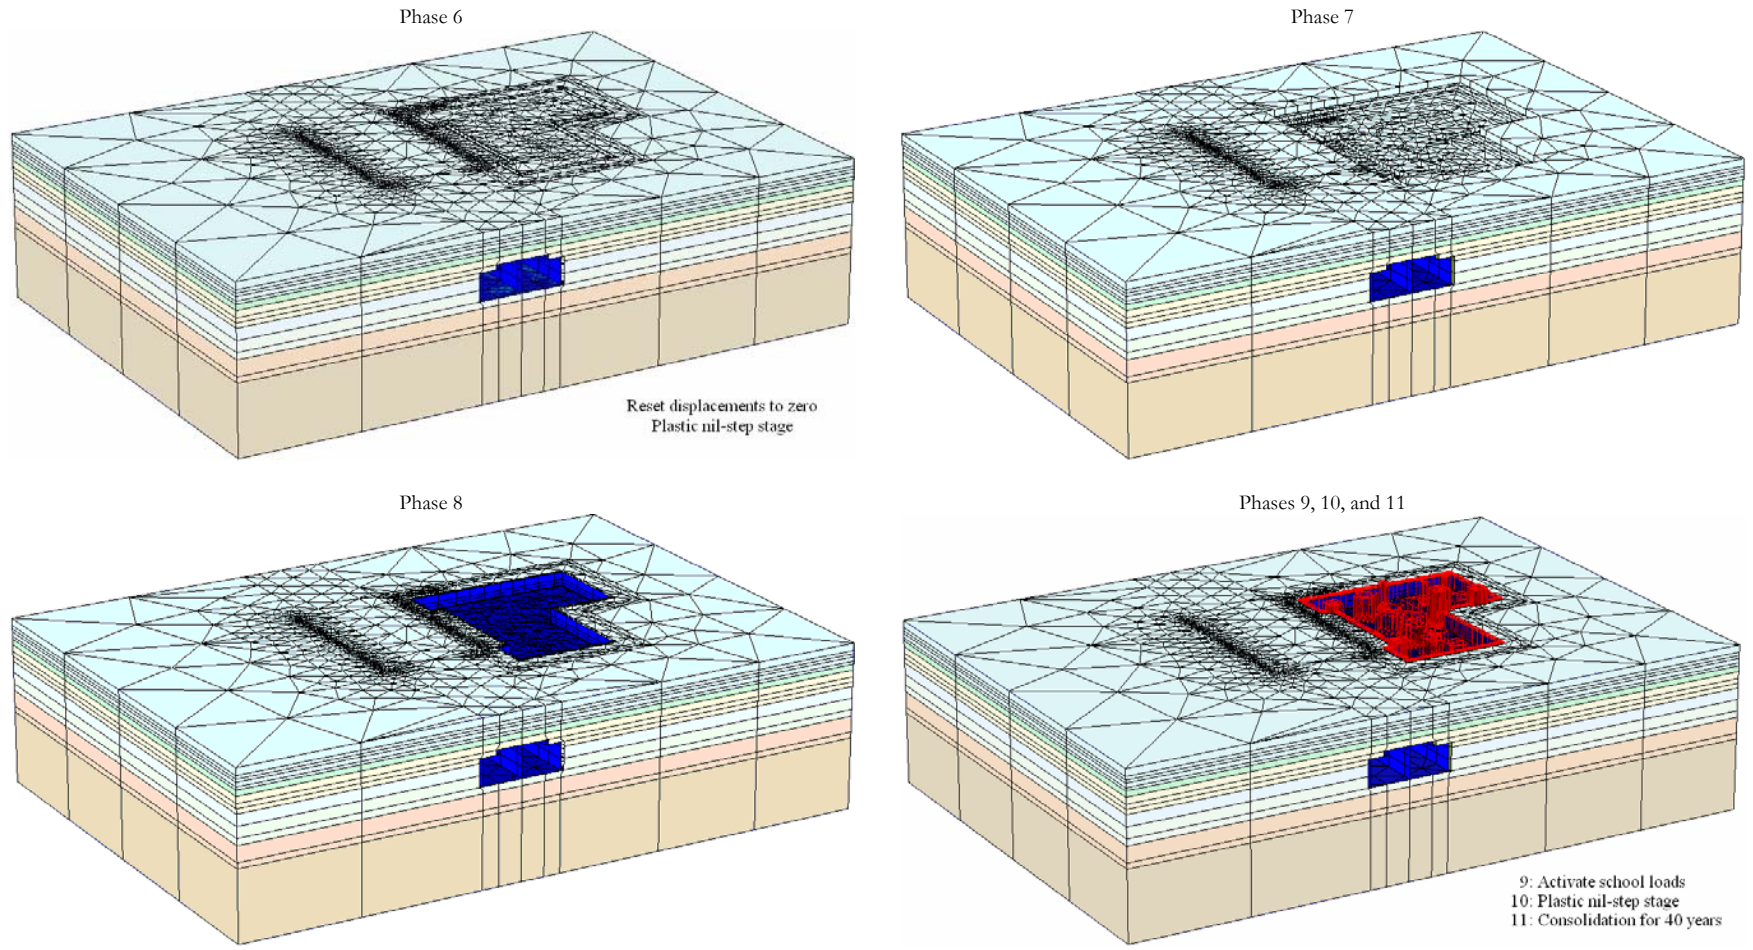 Phase 6
Phase 7
Reset displacements to zero
Plastic nil-step stage
Phase 8
Phases 9, 10, and 11
9: Activate school loads
10: Plastic nil-step stage
11: Consolidation for 40 years